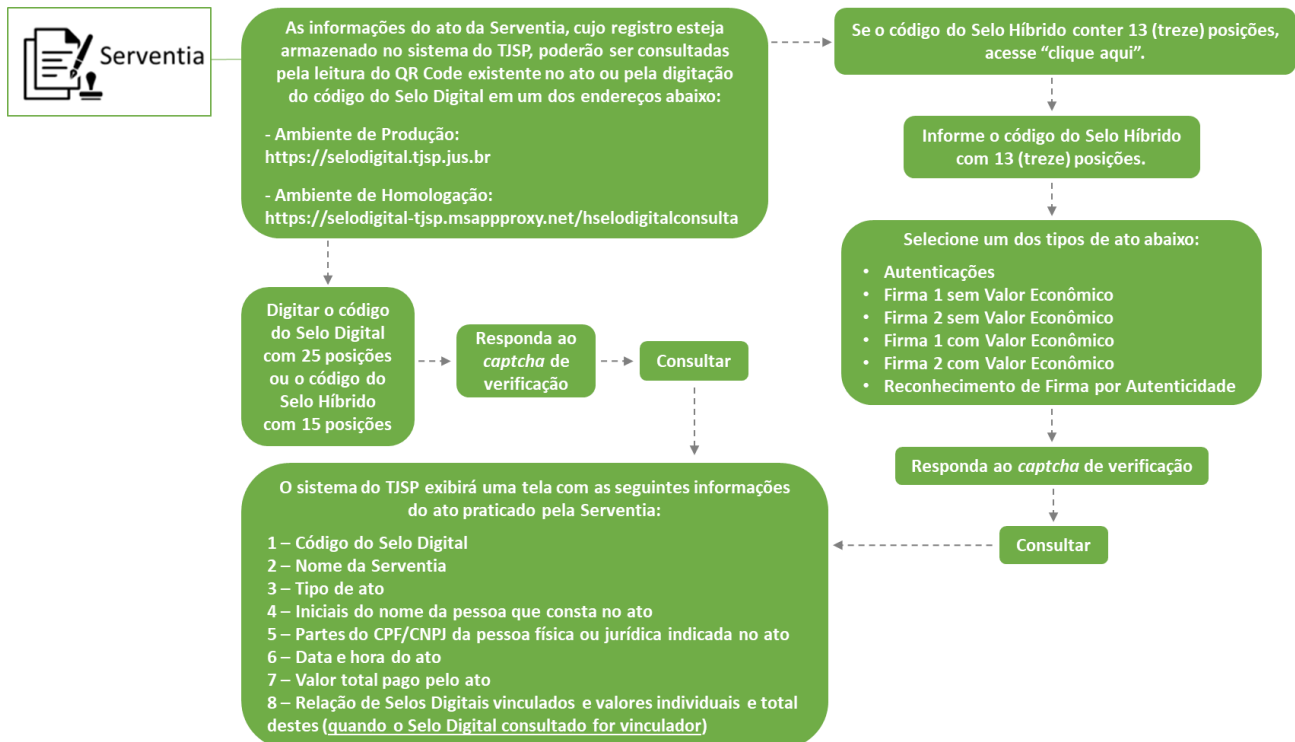 Serventia
As informações do ato da Serventia, cujo registro esteja
armazenado no sistema do TJSP, poderão ser consultadas
pela leitura do QR Code existente no ato ou pela digitação
do código do Selo Digital em um dos endereços abaixo:
- Ambiente de Produção:
https://selodigital.tjsp.jus.br
- Ambiente de Homologação:
https://selodigital-tjsp.msappproxy.net/hselodigitalconsulta
Se o código do Selo Híbrido conter 13 (treze) posições,
acesse “clique aqui”.
Informe o código do Selo Híbrido
com 13 (treze) posições.
Selecione um dos tipos de ato abaixo:
• Autenticações
• Firma 1 sem Valor Econômico
• Firma 2 sem Valor Econômico
• Firma 1 com Valor Econômico
• Firma 2 com Valor Econômico
• Reconhecimento de Firma por Autenticidade
Responda ao captcha de verificação
Consultar
Digitar o código
do Selo Digital
com 25 posições
ou o código do
Selo Híbrido
com 15 posições
Responda ao
captcha de
verificação
Consultar
O sistema do TJSP exibirá uma tela com as seguintes informações
do ato praticado pela Serventia:
1 – Código do Selo Digital
2 – Nome da Serventia
3 – Tipo de ato
4 – Iniciais do nome da pessoa que consta no ato
5 – Partes do CPF/CNPJ da pessoa física ou jurídica indicada no ato
6 – Data e hora do ato
7 – Valor total pago pelo ato
8 – Relação de Selos Digitais vinculados e valores individuais e total
destes (quando o Selo Digital consultado for vinculador)